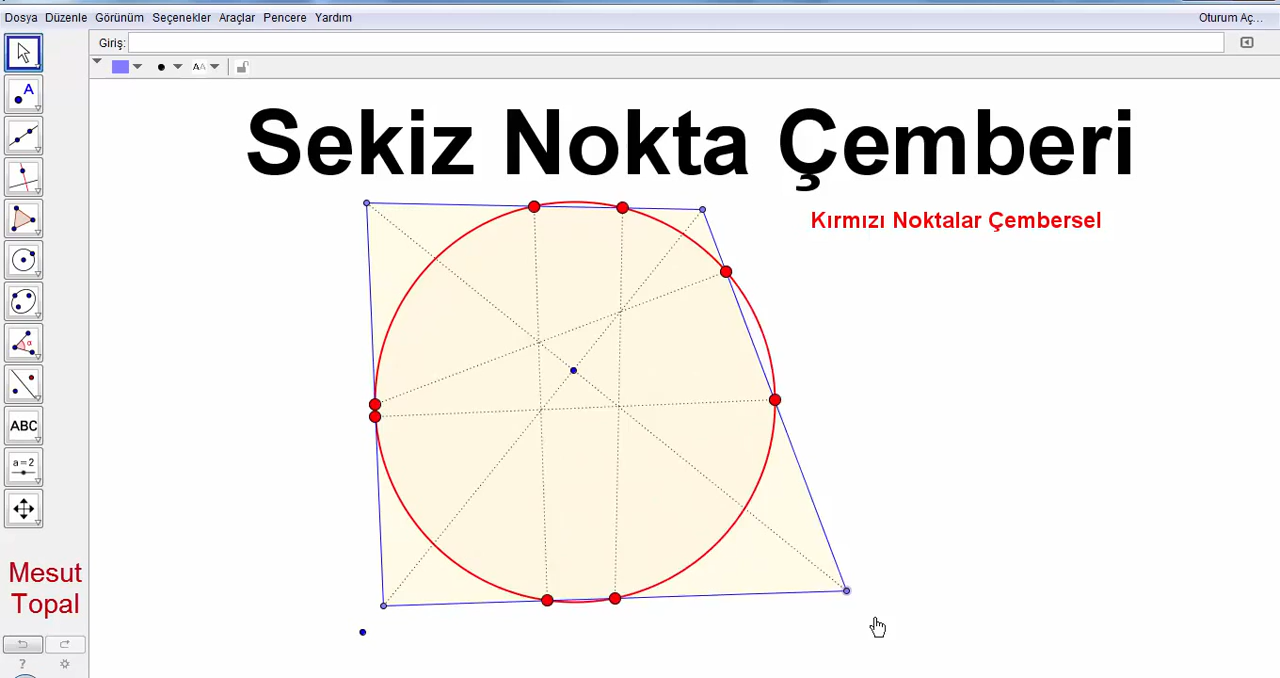 Dosya Düzenle Görünüm Seçenekler Araçlar Pencere Yardım Oturum Aç...
Giriş:
AA
A
Sekiz Nokta Çemberi
Kırmızı Noktalar Çembersel
α
ABC
a=2
Mesut
Topal
?